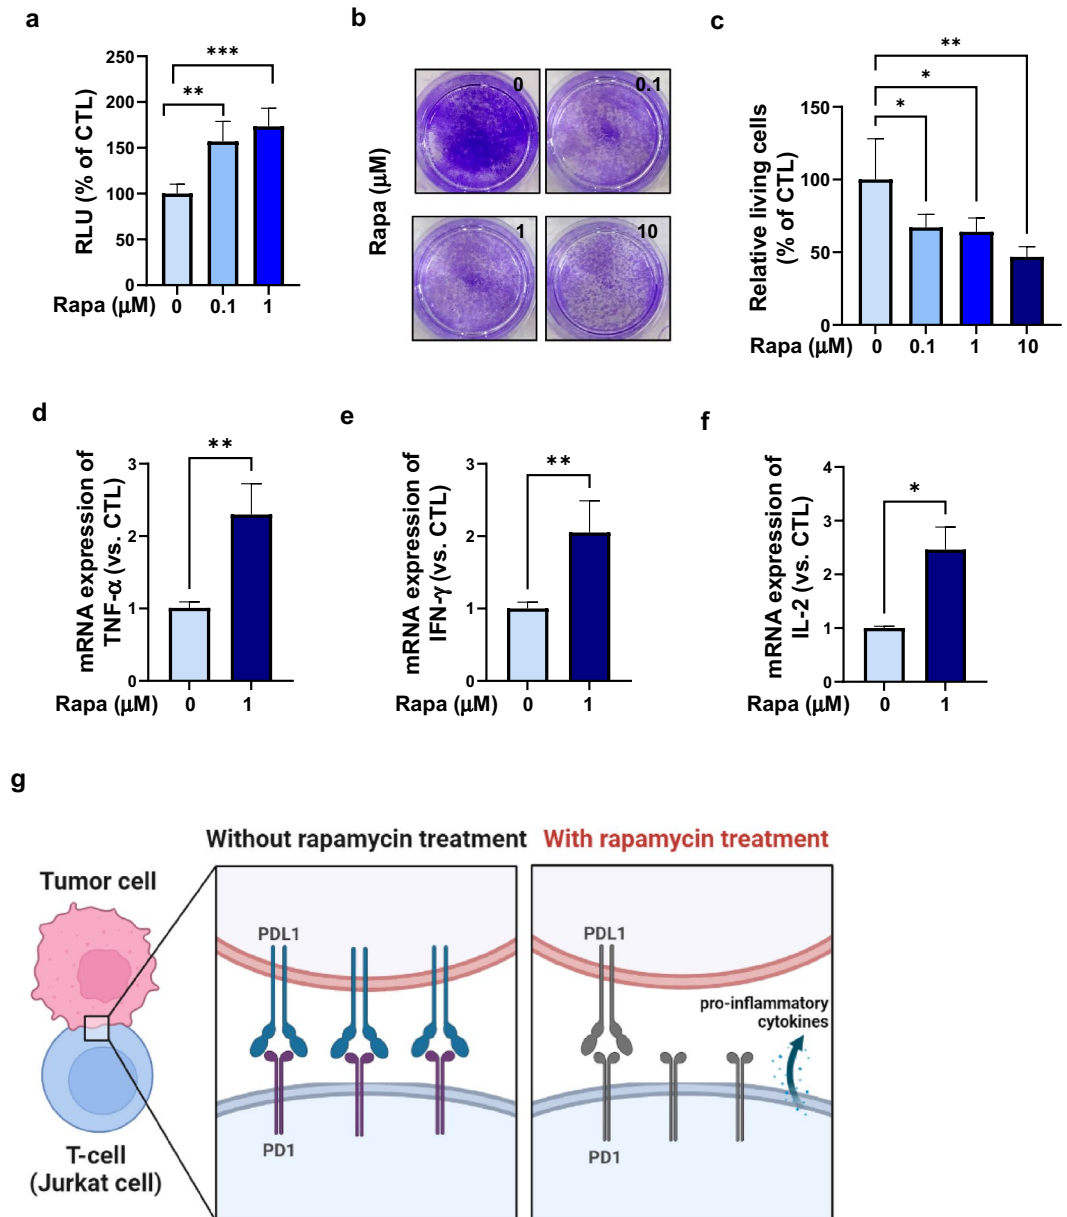 a
RLU (% of CTL)
250
200
150
100
50
0
**
***
Rapa (μM) 0 0.1 1
b
Rapa (μM)
0
0.1
1
10
c
Relative living cells
(% of CTL)
150
100
50
0
*
*
**
Rapa (μM) 0 0.1 1 10
d
mRNA expression of
TNF-α (vs. CTL)
3
2
1
0
**
Rapa (μM) 0 1
e
mRNA expression of
IFN-γ (vs. CTL)
3
2
1
0
**
Rapa (μM) 0 1
f
mRNA expression of
IL-2 (vs. CTL)
4
3
2
1
0
*
Rapa (μM) 0 1
g
Without rapamycin treatment
With rapamycin treatment
Tumor cell
T-cell
(Jurkat cell)
PDL1
PD1
PDL1
PD1
pro-inflammatory
cytokines